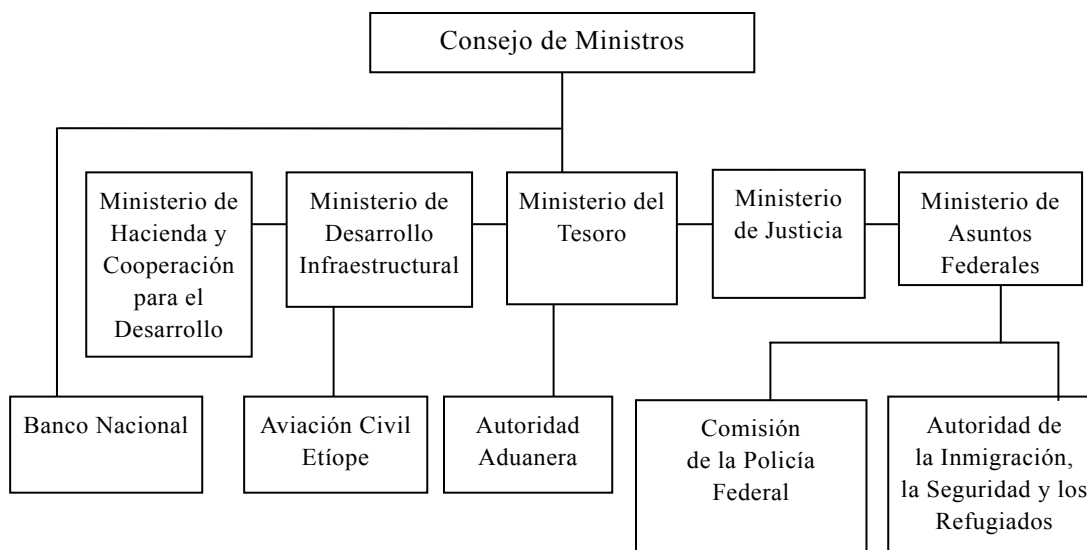 Consejo de Ministros
Ministerio de
Hacienda y
Cooperación
para el
Desarrollo
Ministerio de
Desarrollo
Infraestructural
Ministerio del
Tesoro
Ministerio
de Justicia
Ministerio de
Asuntos
Federales
Banco Nacional
Aviación Civil
Etíope
Autoridad
Aduanera
Comisión
de la Policía
Federal
Autoridad de
la Inmigración,
la Seguridad y los
Refugiados